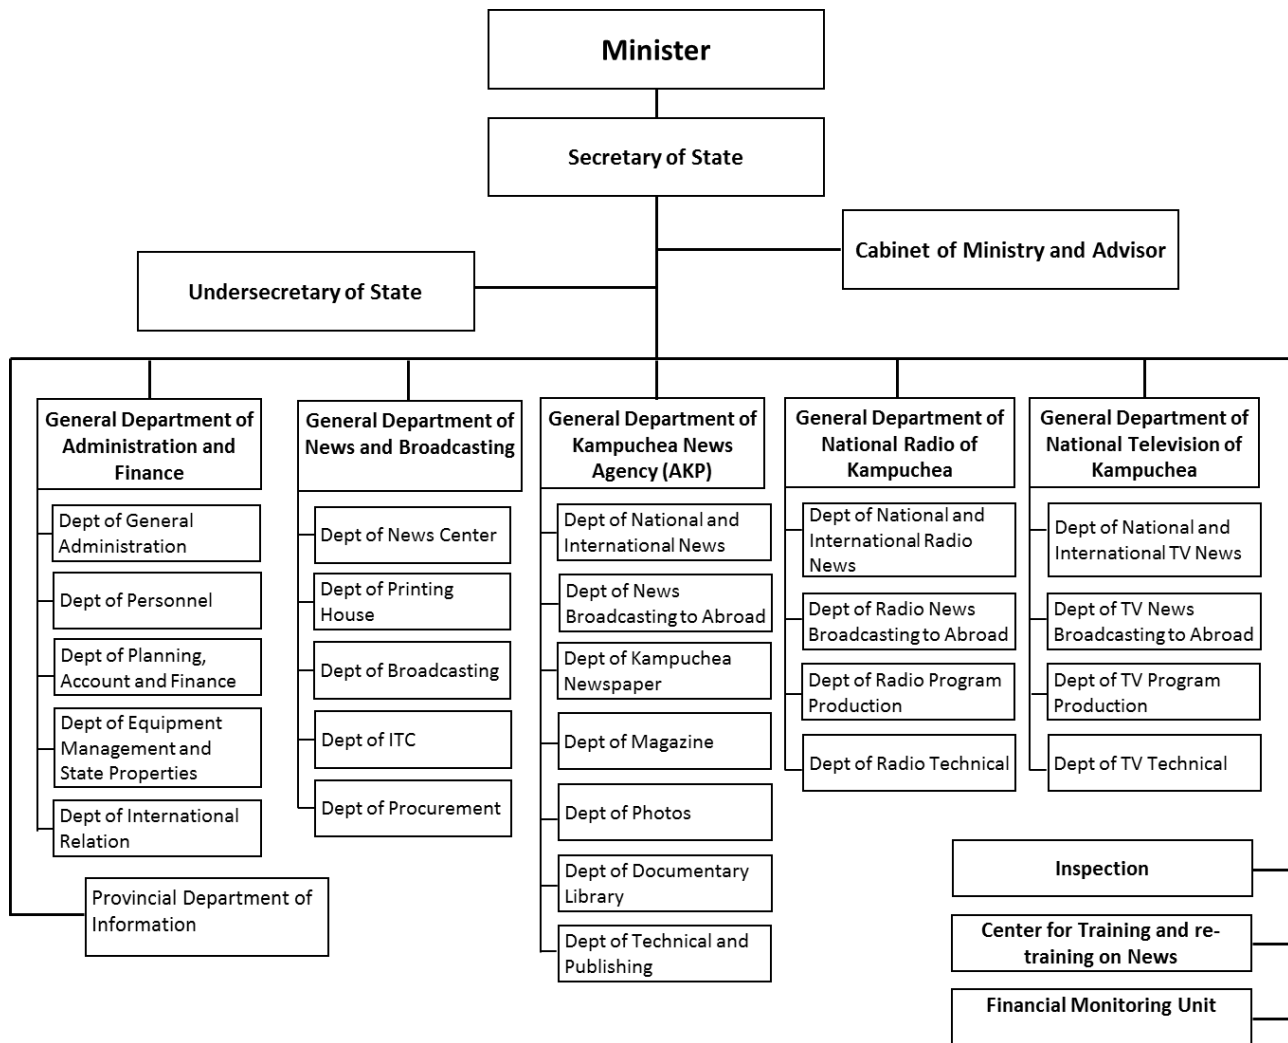 Minister
Secretary of State
Cabinet of Ministry and Advisor
Undersecretary of State
General Department of
Administration and
Finance
Dept of General
Administration
Dept of Personnel
Dept of Planning,
Account and Finance
Dept of Equipment
Management and
State Properties
Dept of International
Relation
Provincial Department of
Information
General Department of
News and Broadcasting
Dept of News Center
Dept of Printing
House
Dept of Broadcasting
Dept of ITC
Dept of Procurement
General Department of
Kampuchea News
Agency (AKP)
Dept of National and
International News
Dept of News
Broadcasting to Abroad
Dept of Kampuchea
Newspaper
Dept of Magazine
Dept of Photos
Dept of Documentary
Library
Dept of Technical and
Publishing
General Department of
National Radio of
Kampuchea
Dept of National and
International Radio
News
Dept of Radio News
Broadcasting to Abroad
Dept of Radio Program
Production
Dept of Radio Technical
General Department of
National Television of
Kampuchea
Dept of National and
International TV News
Dept of TV News
Broadcasting to Abroad
Dept of TV Program
Production
Dept of TV Technical
Inspection
Center for Training and re-
training on News
Financial Monitoring Unit